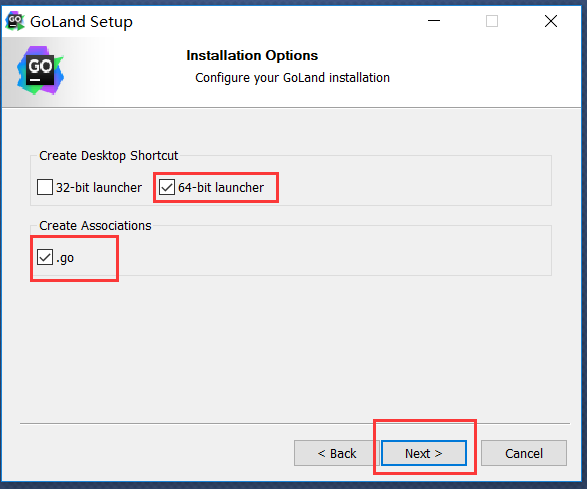 GoLand Setup
GO
Installation Options
Configure your GoLand installation
Create Desktop Shortcut
32-bit launcher 64-bit launcher
Create Associations
.go
< Back Next > Cancel